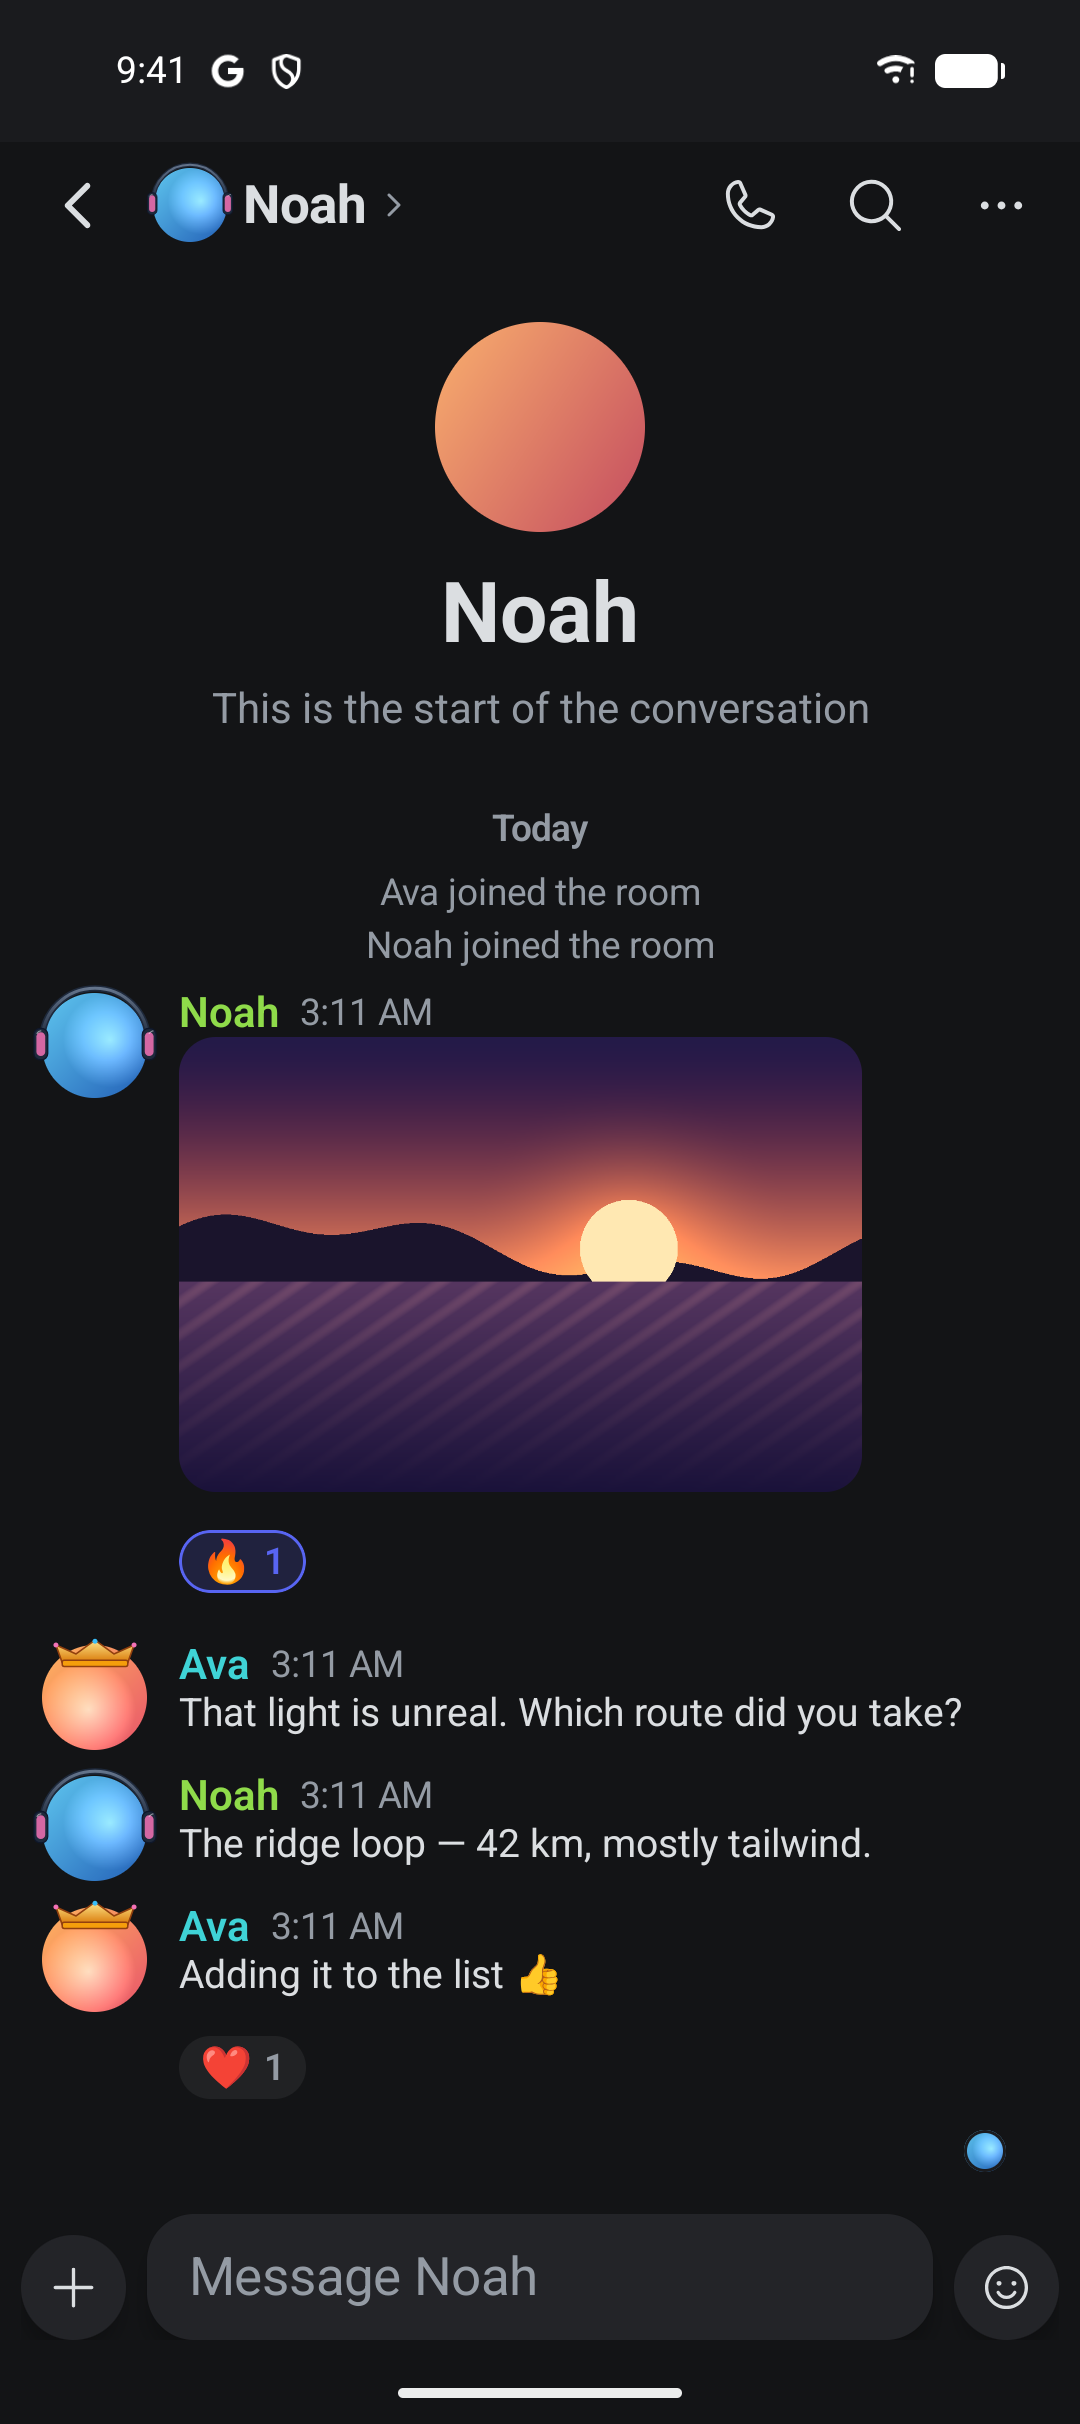 9:41
Noah
Noah
This is the start of the conversation
Today
Ava joined the room
Noah joined the room
Noah 3:11 AM
🔥 1
Ava 3:11 AM
That light is unreal. Which route did you take?
Noah 3:11 AM
The ridge loop — 42 km, mostly tailwind.
Ava 3:11 AM
Adding it to the list 👍
❤️ 1
Message Noah